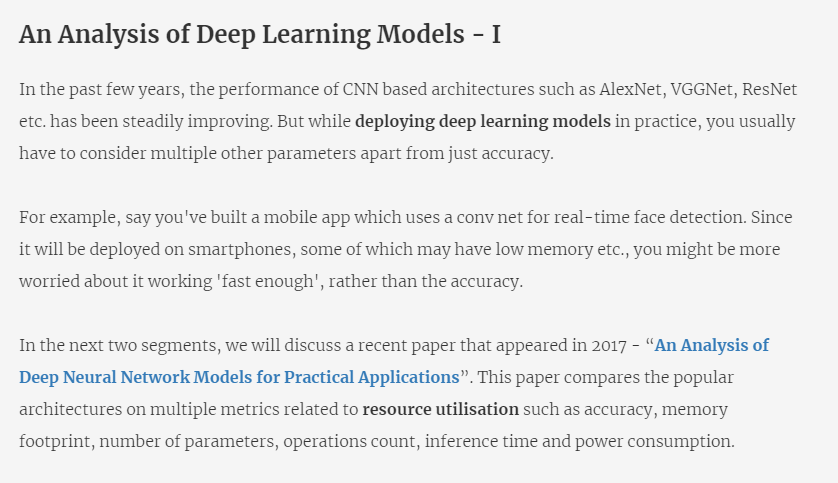 An Analysis of Deep Learning Models - I
In the past few years, the performance of CNN based architectures such as AlexNet, VGGNet, ResNet
etc. has been steadily improving. But while deploying deep learning models in practice, you usually
have to consider multiple other parameters apart from just accuracy.
For example, say you've built a mobile app which uses a conv net for real-time face detection. Since
it will be deployed on smartphones, some of which may have low memory etc., you might be more
worried about it working 'fast enough', rather than the accuracy.
In the next two segments, we will discuss a recent paper that appeared in 2017 - “An Analysis of
Deep Neural Network Models for Practical Applications”. This paper compares the popular
architectures on multiple metrics related to resource utilisation such as accuracy, memory
footprint, number of parameters, operations count, inference time and power consumption.